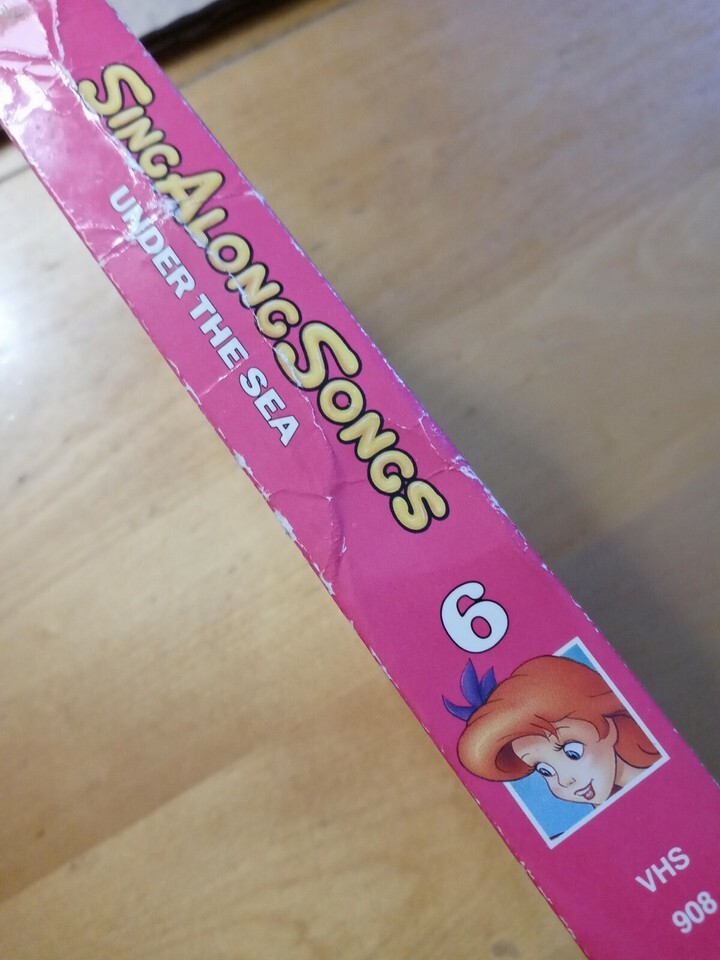 SING ALONG SONGS
UNDER THE SEA
6
VHS
908